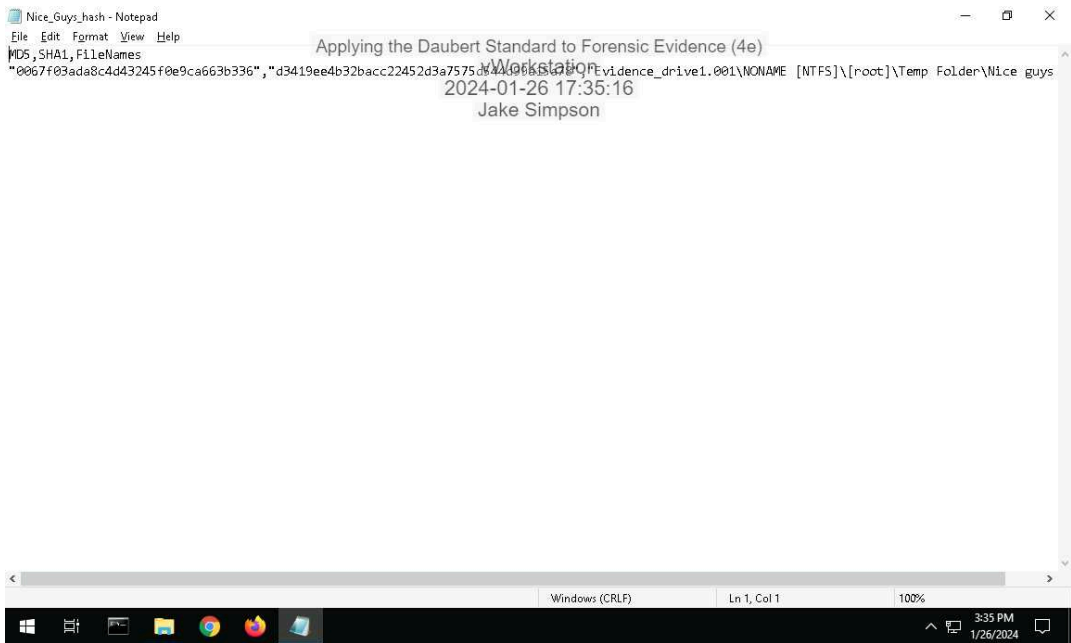 Nice_Guys_hash - Notepad
File Edit Format View Help
Applying the Daubert Standard to Forensic Evidence (4e)
MD5,SHA1,FileNames
vWorkstation
"0067f03ada8c4d43245f0e9ca663b336","d3419ee4b32bacc22452d3a7575 Evidence_drive1.001\NONAME [NTFS]\[root]\Temp Folder\Nice guys
2024-01-26 17:35:16
Jake Simpson
Windows (CRLF) Ln 1, Col 1 100%
3:35 PM
1/26/2024